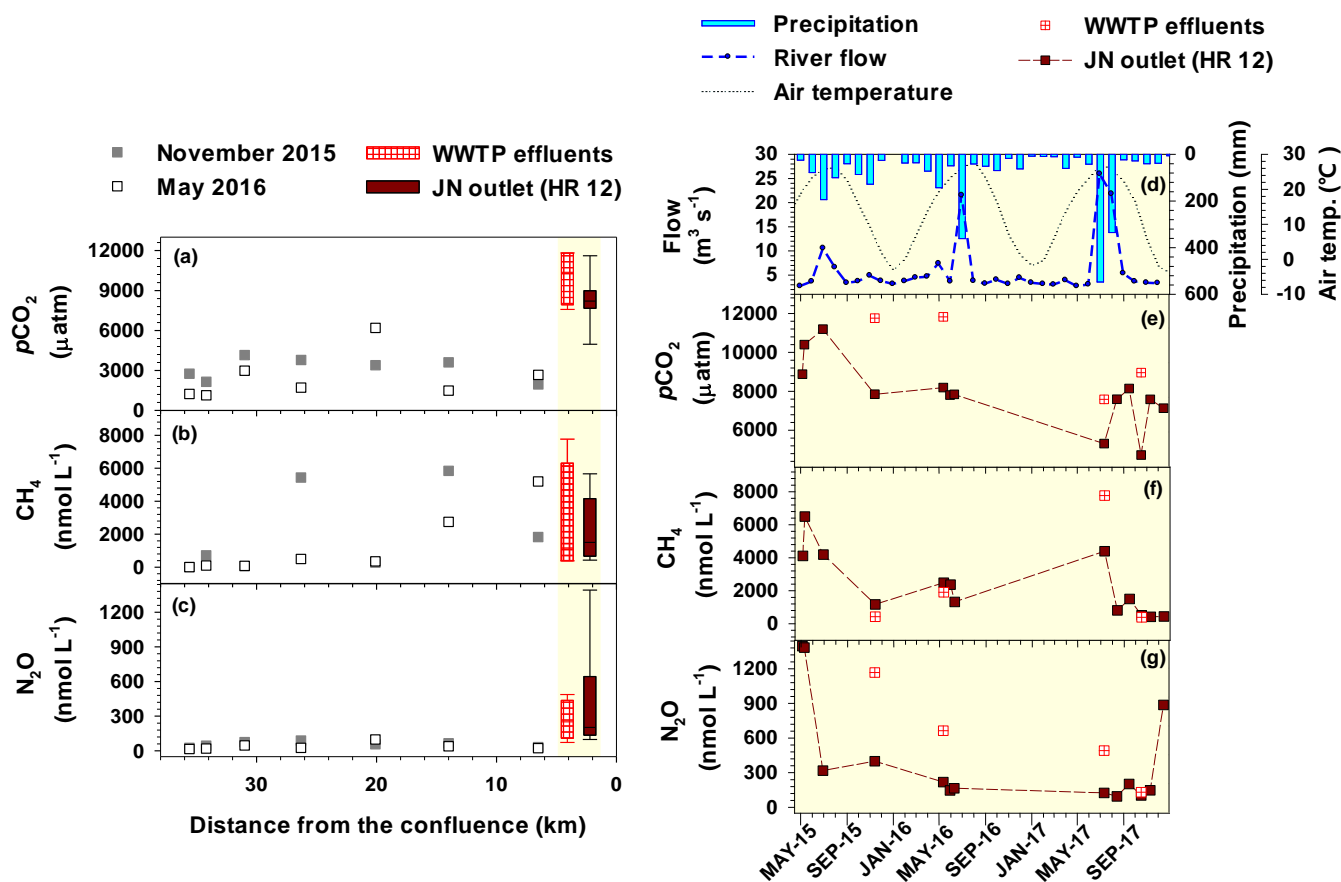 Precipitation
River flow
Air temperature
WWTP effluents
JN outlet (HR 12)
November 2015
May 2016
WWTP effluents
JN outlet (HR 12)
(a)
12000
9000
6000
3000
0
pCO2
(µatm)
(b)
8000
6000
4000
2000
0
CH4
(nmol L-1)
(c)
1200
900
600
300
0
N2O
(nmol L-1)
30
20
10
0
Distance from the confluence (km)
(d)
30
25
20
15
10
5
Flow
(m3 s-1)
0
200
400
600
Precipitation (mm)
30
20
10
0
-10
Air temp. (℃)
(e)
12000
10000
8000
6000
pCO2
(µatm)
(f)
8000
6000
4000
2000
0
CH4
(nmol L-1)
(g)
1200
900
600
300
0
N2O
(nmol L-1)
MAY-15
SEP-15
JAN-16
MAY-16
SEP-16
JAN-17
MAY-17
SEP-17